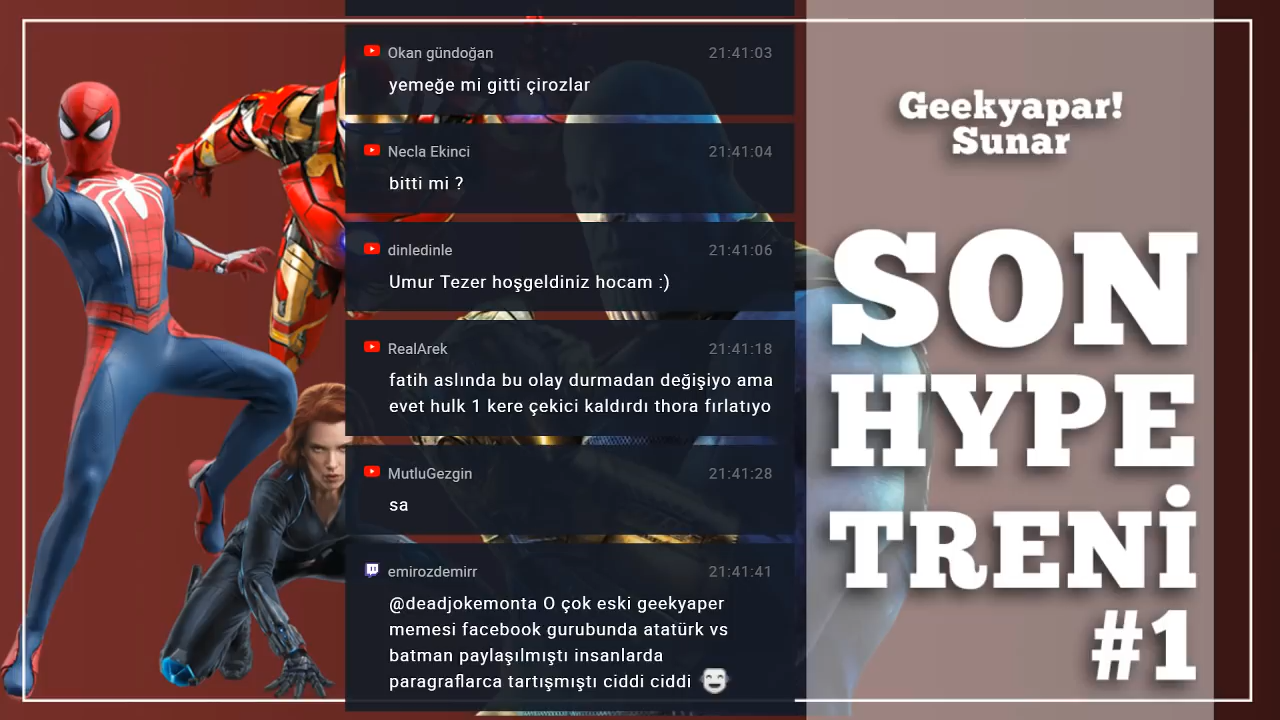 Okan gündoğan 21:41:03
yemeğe mi gitti çirozlar
Necla Ekinci 21:41:04
bitti mi ?
dinledinle 21:41:06
Umur Tezer hoşgeldiniz hocam :)
RealArek 21:41:18
fatih aslında bu olay durmadan değişiyo ama
evet hulk 1 kere çekici kaldırdı thora fırlatıyo
MutluGezgin 21:41:28
sa
emirozdemirr 21:41:41
@deadjokemonta O çok eski geekyaper
memesi facebook gurubunda atatürk vs
batman paylaşılmıştı insanlarda
paragraflarca tartışmıştı ciddi ciddi
Geekyapar!
Sunar
SON
HYPE
TRENİ
#1